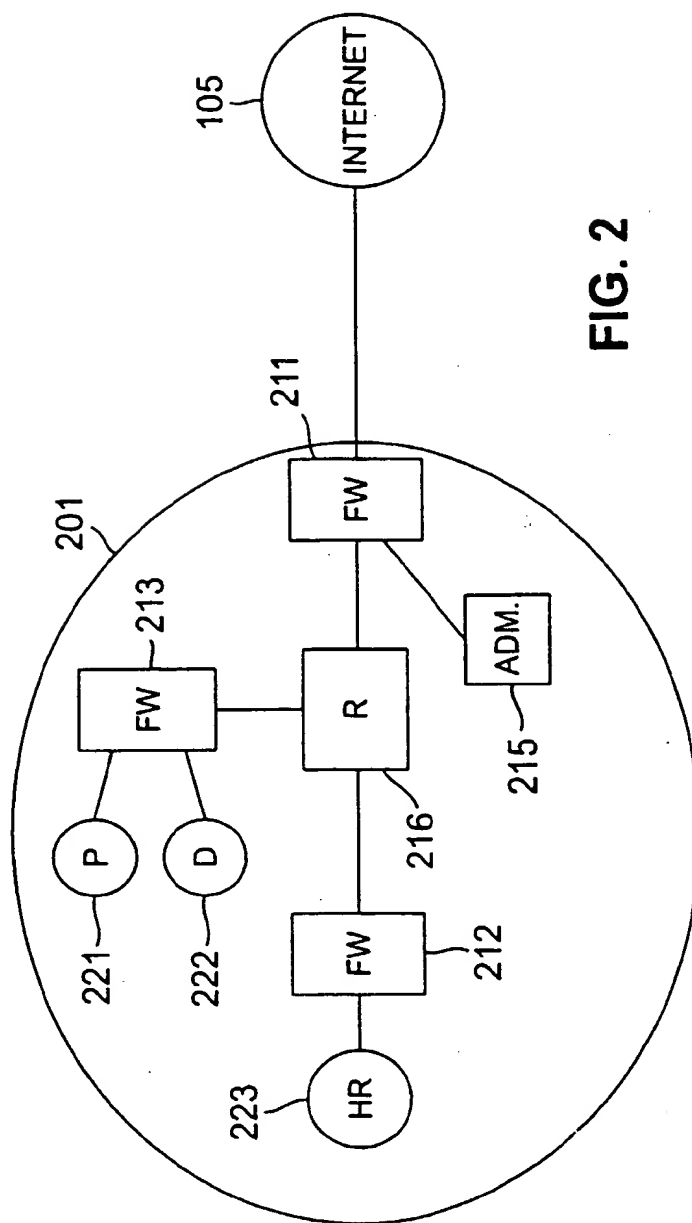 201
213
FW
P
221
D
222
R
216
FW
211
INTERNET
105
HR
223
FW
212
ADM.
215
FIG. 2